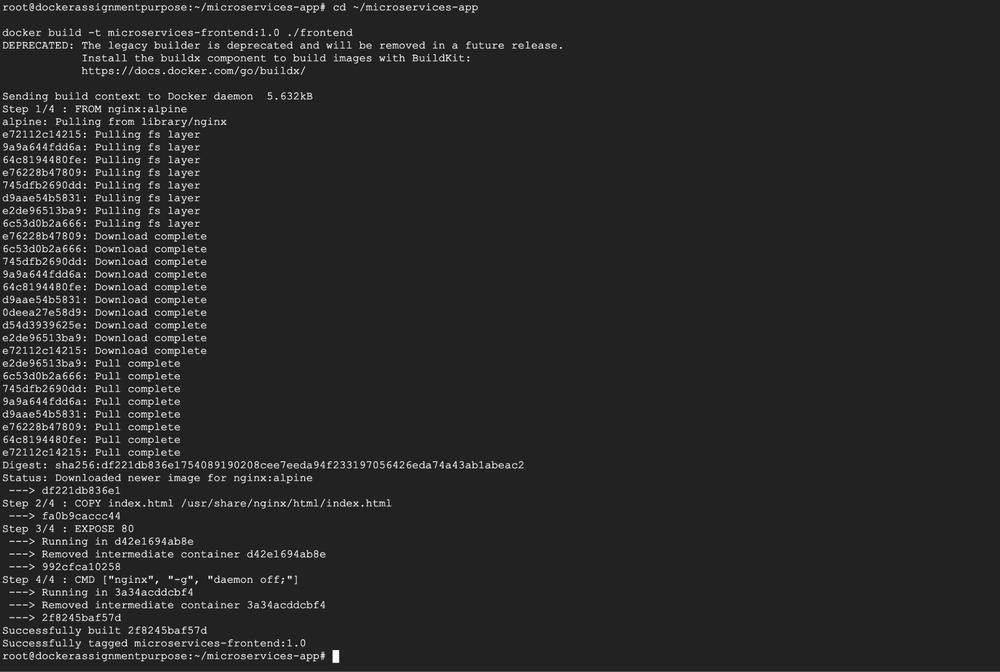 root@dockerassignmentpurpose:~/microservices-app# cd ~/microservices-app
docker build -t microservices-frontend:1.0 ./frontend
DEPRECATED: The legacy builder is deprecated and will be removed in a future release.
            Install the buildx component to build images with BuildKit:
            https://docs.docker.com/go/buildx/
Sending build context to Docker daemon  5.632kB
Step 1/4 : FROM nginx:alpine
alpine: Pulling from library/nginx
e72112c14215: Pulling fs layer
9a9a644fdd6a: Pulling fs layer
64c8194480fe: Pulling fs layer
e76228b47809: Pulling fs layer
745dfb2690dd: Pulling fs layer
d9aae54b5831: Pulling fs layer
e2de96513ba9: Pulling fs layer
6c53d0b2a666: Pulling fs layer
e76228b47809: Download complete
6c53d0b2a666: Download complete
745dfb2690dd: Download complete
9a9a644fdd6a: Download complete
64c8194480fe: Download complete
d9aae54b5831: Download complete
0deea27e58d9: Download complete
d54d3939625e: Download complete
e2de96513ba9: Download complete
e72112c14215: Download complete
e2de96513ba9: Pull complete
6c53d0b2a666: Pull complete
745dfb2690dd: Pull complete
9a9a644fdd6a: Pull complete
d9aae54b5831: Pull complete
e76228b47809: Pull complete
64c8194480fe: Pull complete
e72112c14215: Pull complete
Digest: sha256:df221db836e1754089190208cee7eeda94f233197056426eda74a43ab1abeac2
Status: Downloaded newer image for nginx:alpine
 ---> df221db836e1
Step 2/4 : COPY index.html /usr/share/nginx/html/index.html
 ---> fa0b9caccc44
Step 3/4 : EXPOSE 80
 ---> Running in d42e1694ab8e
 ---> Removed intermediate container d42e1694ab8e
 ---> 992cfca10258
Step 4/4 : CMD ["nginx", "-g", "daemon off;"]
 ---> Running in 3a34acddcbf4
 ---> Removed intermediate container 3a34acddcbf4
 ---> 2f8245baf57d
Successfully built 2f8245baf57d
Successfully tagged microservices-frontend:1.0
root@dockerassignmentpurpose:~/microservices-app#